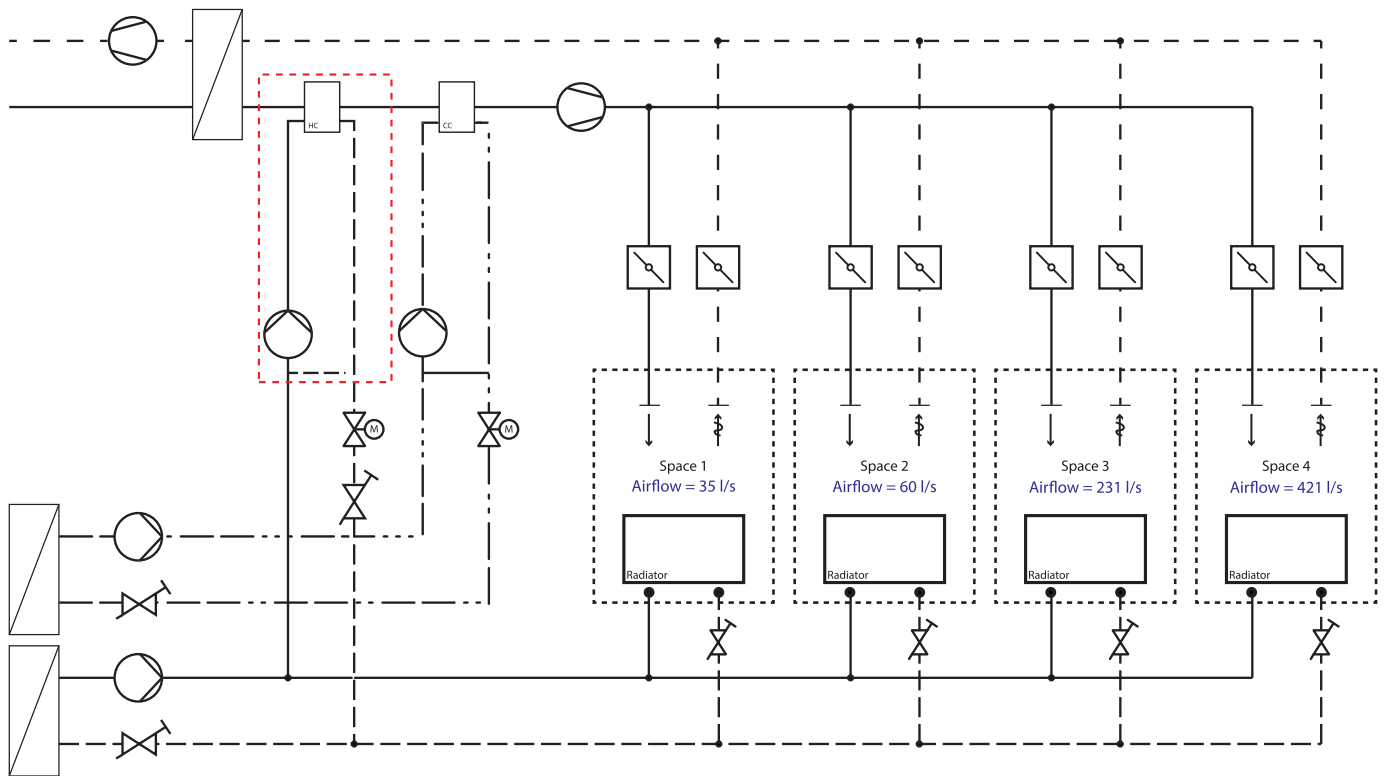 HC
CC
M
M
Space 1
Airflow = 35 l/s
Radiator
Space 2
Airflow = 60 l/s
Radiator
Space 3
Airflow = 231 l/s
Radiator
Space 4
Airflow = 421 l/s
Radiator